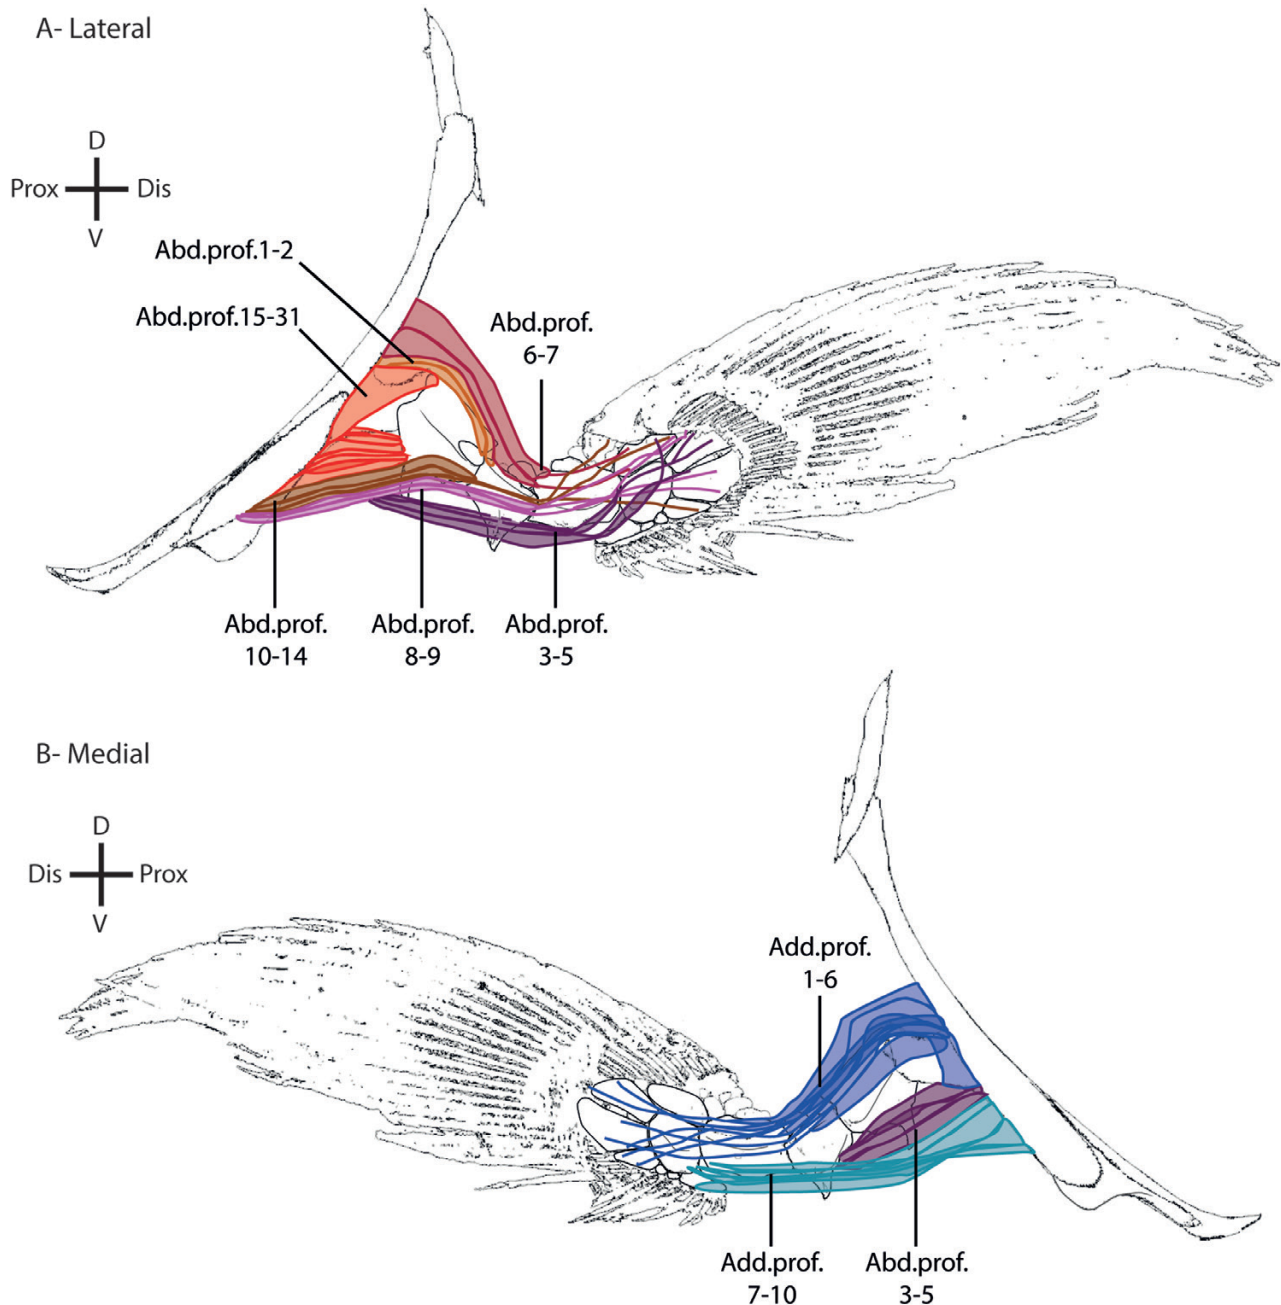 A- Lateral
D
Prox Dis
V
Abd.prof.1-2
Abd.prof.15-31
Abd.prof.
6-7
Abd.prof.
10-14
Abd.prof.
8-9
Abd.prof.
3-5
B- Medial
D
Dis Prox
V
Add.prof.
1-6
Add.prof.
7-10
Abd.prof.
3-5